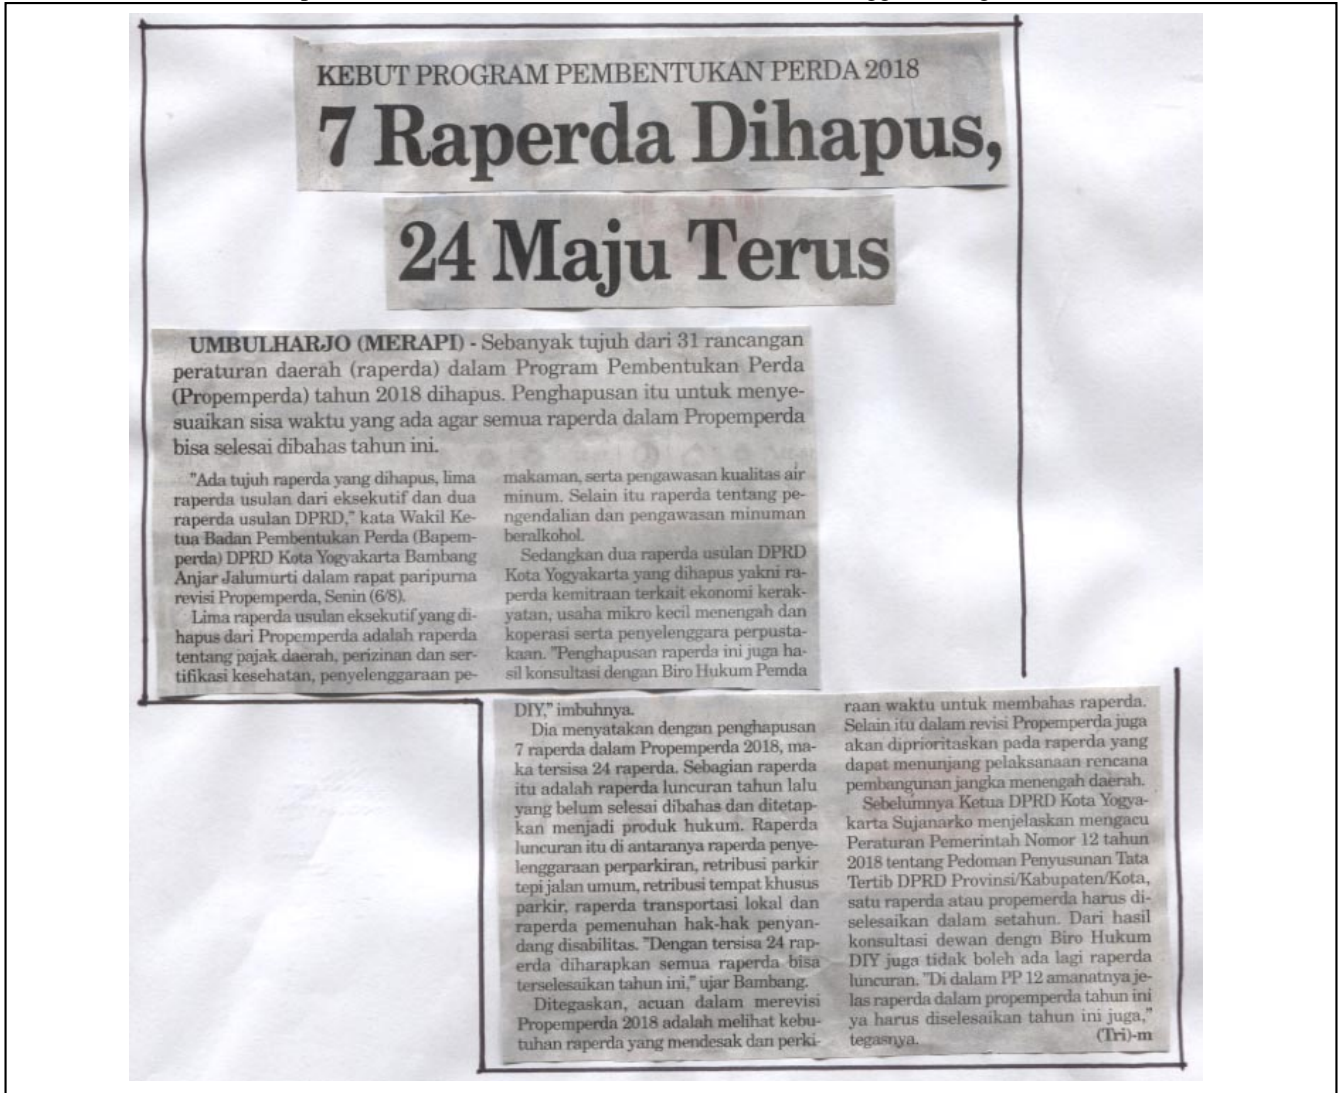 KEBUT PROGRAM PEMBENTUKAN PERDA 2018
7 Raperda Dihapus,
24 Maju Terus
UMBULHARJO (MERAPI) - Sebanyak tujuh dari 31 rancangan
peraturan daerah (raperda) dalam Program Pembentukan Perda
(Propemperda) tahun 2018 dihapus. Penghapusan itu untuk menye-
suaikan sisa waktu yang ada agar semua raperda dalam Propemperda
bisa selesai dibahas tahun ini.
"Ada tujuh raperda yang dihapus, lima
raperda usulan dari eksekutif dan dua
raperda usulan DPRD," kata Wakil Ke-
tua Badan Pembentukan Perda (Bapem-
perda) DPRD Kota Yogyakarta Bambang
Anjar Jalumurti dalam rapat paripurna
revisi Propemperda, Senin (6/8).
Lima raperda usulan eksekutif yang di-
hapus dari Propemperda adalah raperda
tentang pajak daerah, perizinan dan ser-
tifikasi kesehatan, penyelenggaraan pe-
makaman, serta pengawasan kualitas air
minum. Selain itu raperda tentang pe-
ngendalian dan pengawasan minuman
beralkohol.
Sedangkan dua raperda usulan DPRD
Kota Yogyakarta yang dihapus yakni ra-
perda kemitraan terkait ekonomi kerak-
yatan, usaha mikro kecil menengah dan
koperasi serta penyelenggara perpusta-
kaan. "Penghapusan raperda ini juga ha-
sil konsultasi dengan Biro Hukum Pemda
DIY," imbuhnya.
Dia menyatakan dengan penghapusan
7 raperda dalam Propemperda 2018, ma-
ka tersisa 24 raperda. Sebagian raperda
itu adalah raperda luncuran tahun lalu
yang belum selesai dibahas dan ditetap-
kan menjadi produk hukum. Raperda
luncuran itu di antaranya raperda penye-
lenggaraan perparkiran, retribusi parkir
tepi jalan umum, retribusi tempat khusus
parkir, raperda transportasi lokal dan
raperda pemenuhan hak-hak penyan-
dang disabilitas. "Dengan tersisa 24 rap-
erda diharapkan semua raperda bisa
terselesaikan tahun ini," ujar Bambang.
Ditegaskan, acuan dalam merevisi
Propemperda 2018 adalah melihat kebu-
tuhan raperda yang mendesak dan perki-
raan waktu untuk membahas raperda.
Selain itu dalam revisi Propemperda juga
akan diprioritaskan pada raperda yang
dapat menunjang pelaksanaan rencana
pembangunan jangka menengah daerah.
Sebelumnya Ketua DPRD Kota Yogya-
karta Sujanarko menjelaskan mengacu
Peraturan Pemerintah Nomor 12 tahun
2018 tentang Pedoman Penyusunan Tata
Tertib DPRD Provinsi/Kabupaten/Kota,
satu raperda atau propemerda harus di-
selesaikan dalam setahun. Dari hasil
konsultasi dewan dengn Biro Hukum
DIY juga tidak boleh ada lagi raperda
luncuran. "Di dalam PP 12 amanatnya je-
las raperda dalam propemperda tahun ini
ya harus diselesaikan tahun ini juga,"
tegasnya. (Tri)-m